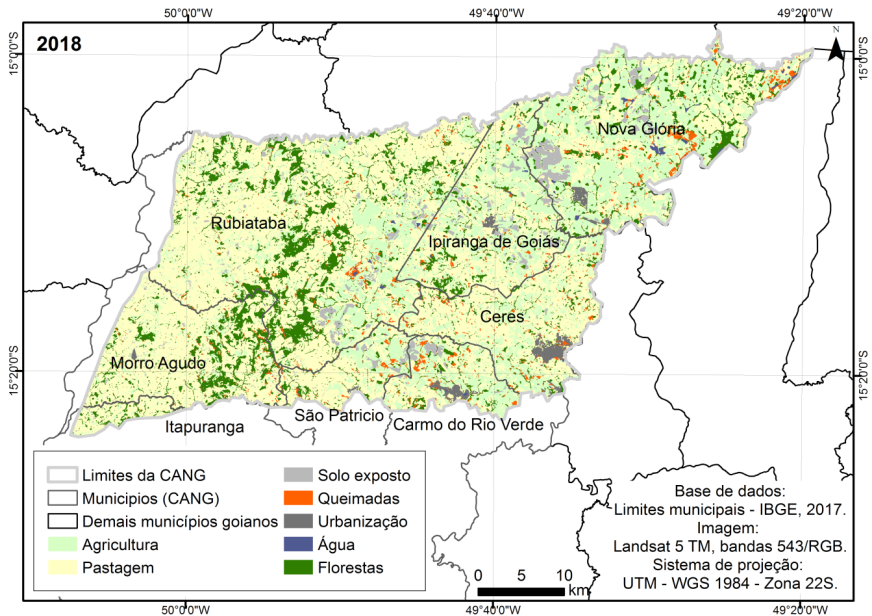 50°0'0"W
49°40'0"W
49°20'0"W
2018
N
15°0'0"S
15°0'0"S
Nova Glória
Rubiataba
Ipiranga de Goiás
Ceres
Morro Agudo
15°20'0"S
15°20'0"S
São Patricio
Itapuranga
Carmo do Rio Verde
Limites da CANG
Municipios (CANG)
Demais municípios goianos
Agricultura
Pastagem
Solo exposto
Queimadas
Urbanização
Água
Florestas
Base de dados:
Limites municipais - IBGE, 2017.
Imagem:
Landsat 5 TM, bandas 543/RGB.
Sistema de projeção:
UTM - WGS 1984 - Zona 22S.
0 5 10
km
50°0'0"W
49°40'0"W
49°20'0"W